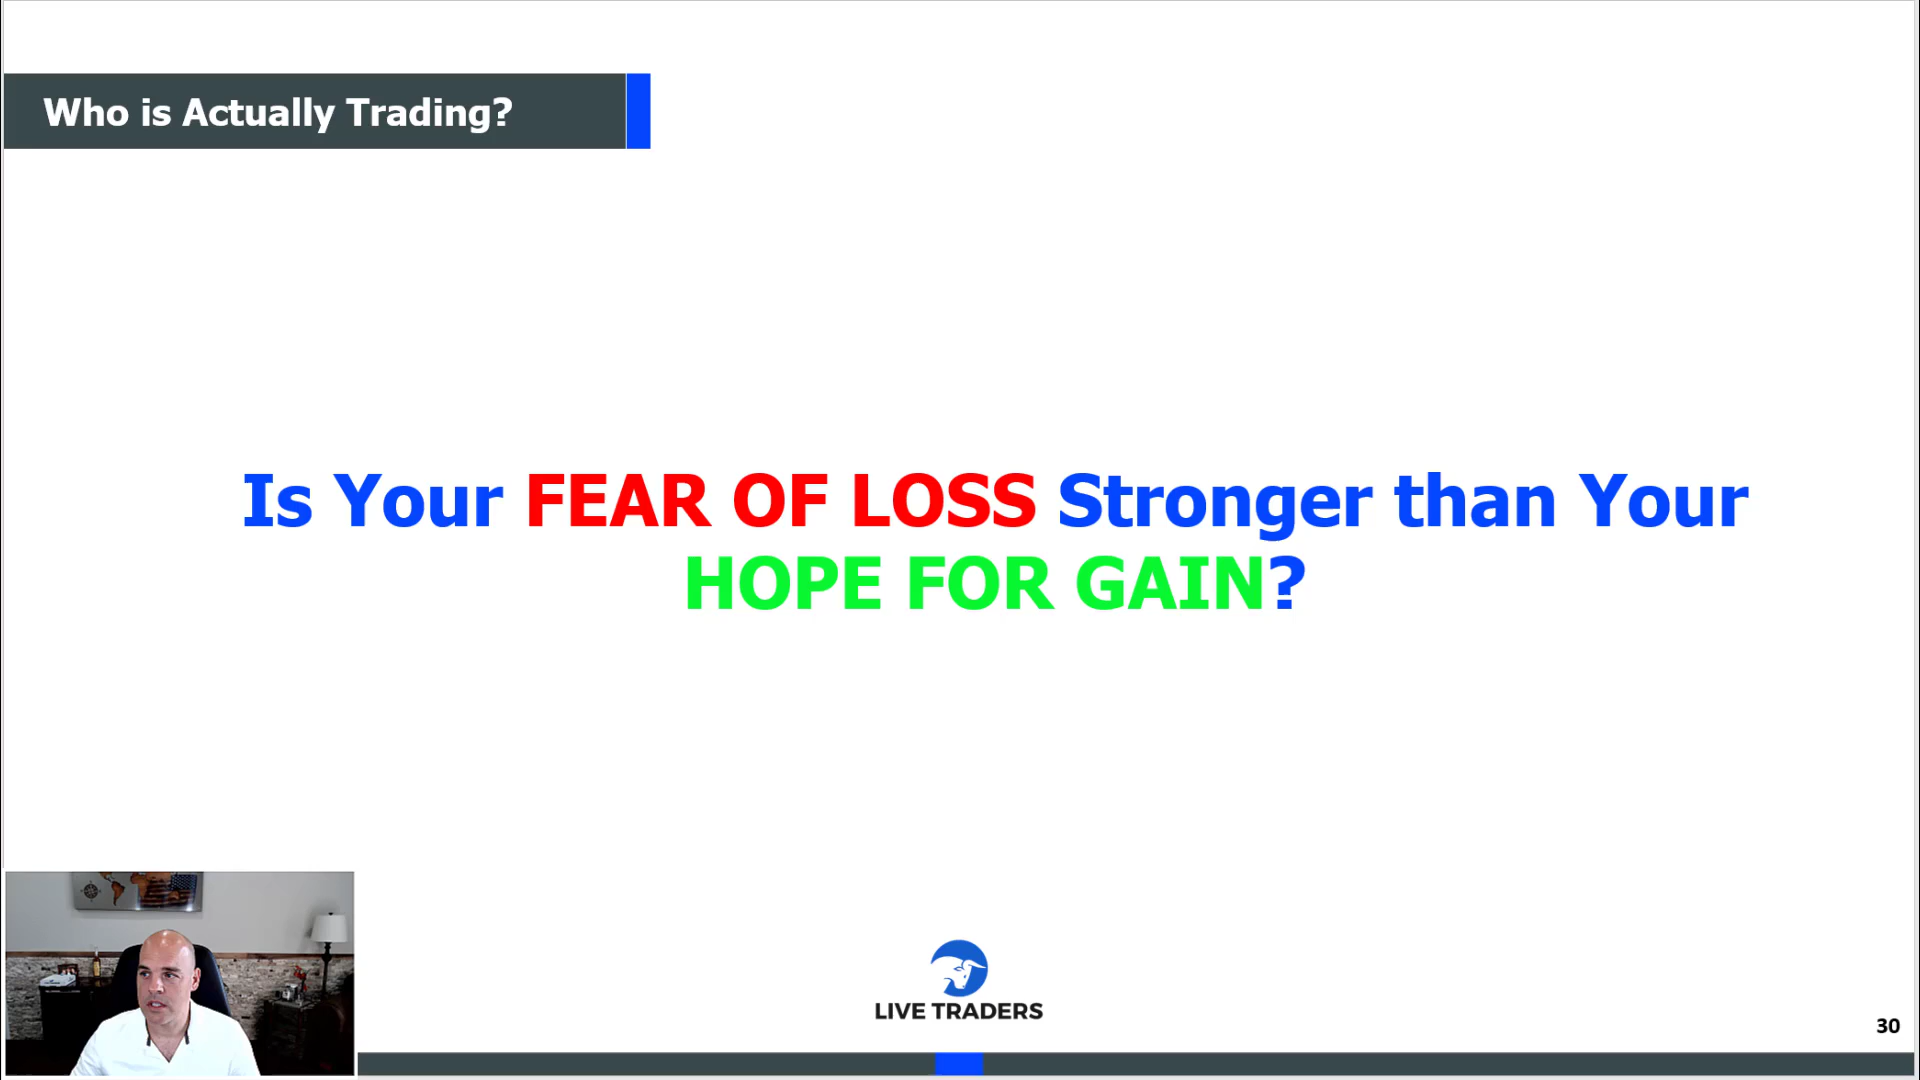 Who is Actually Trading?
Is Your FEAR OF LOSS Stronger than Your
HOPE FOR GAIN?
LIVE TRADERS
30